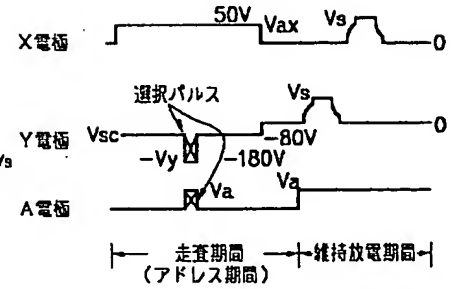 50V
Vax
Vs
X電極
0
選択パルス
Vs
Vsc
-80V
0
Y電極
-Vy
-180V
Vs
Va
Va
A電極
走査期間
維持放電期間
(アドレス期間)